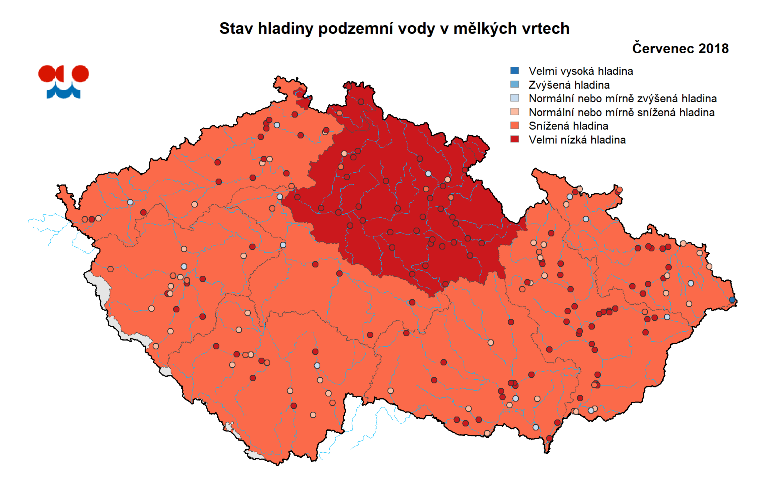 Stav hladiny podzemní vody v mělkých vrtech
Červenec 2018
Velmi vysoká hladina
Zvýšená hladina
Normální nebo mírně zvýšená hladina
Normální nebo mírně snížená hladina
Snížená hladina
Velmi nízká hladina